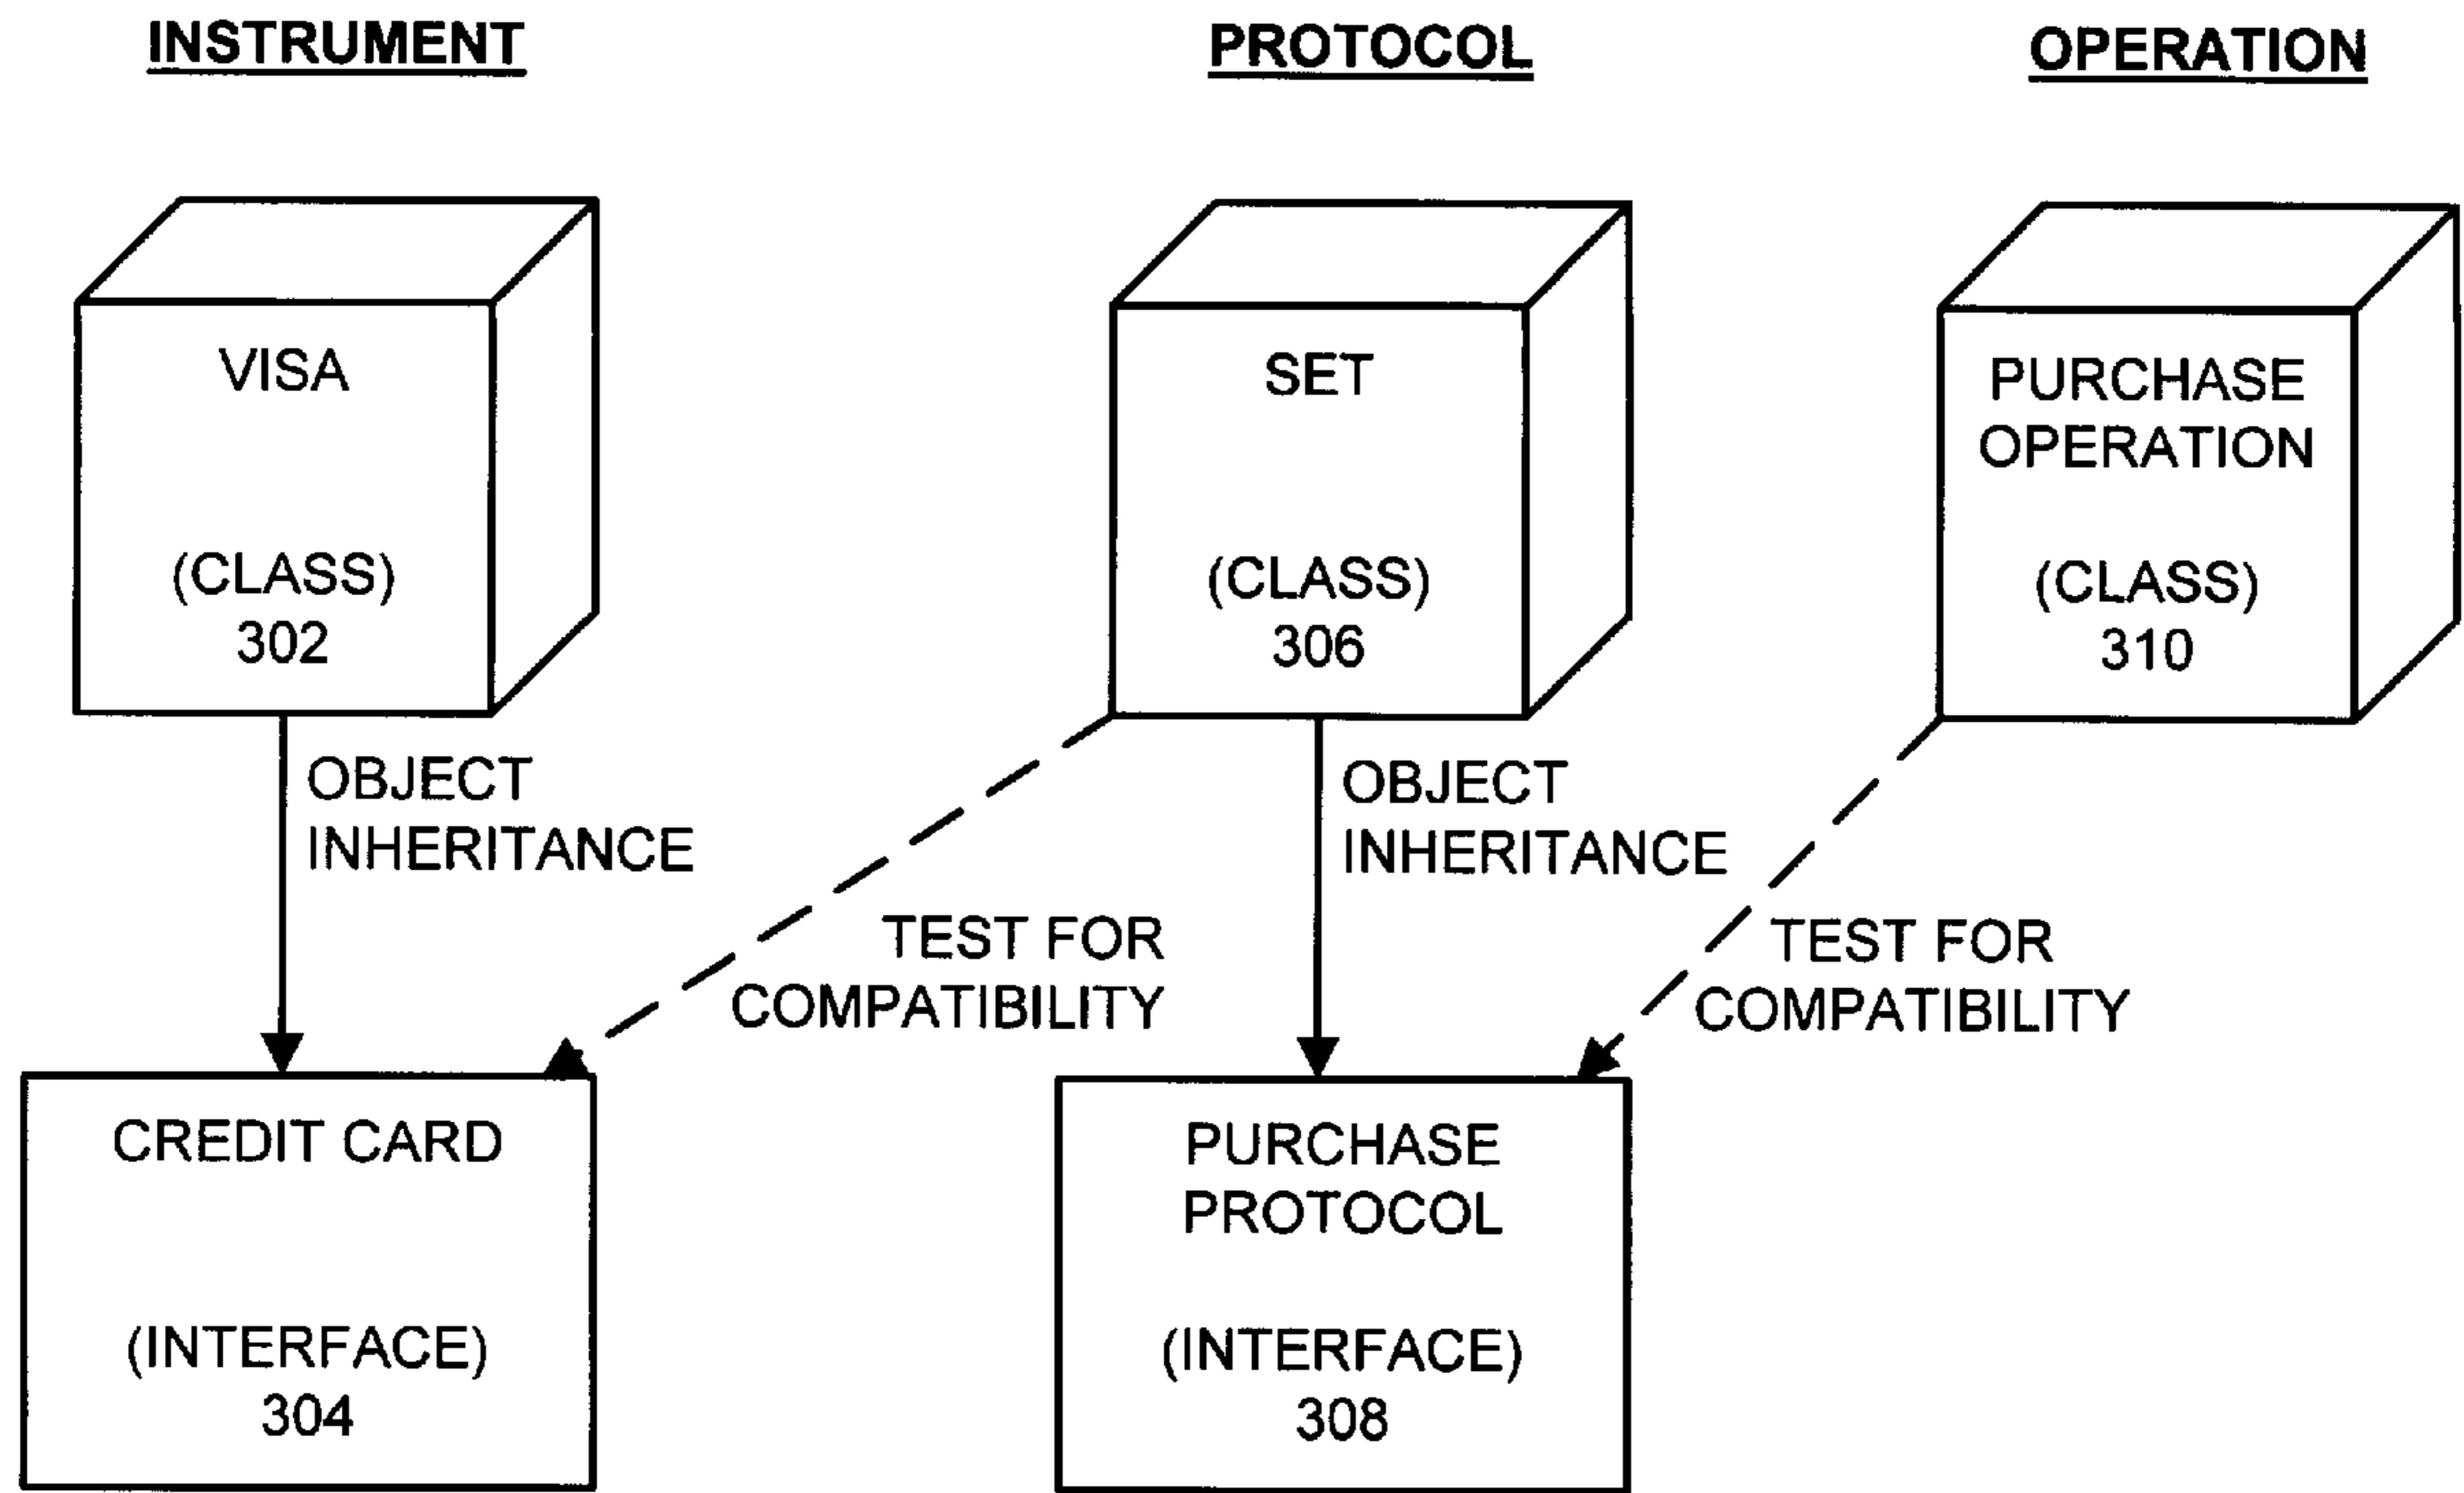 INSTRUMENT
PROTOCOL
OPERATION
VISA
(CLASS)
302
SET
(CLASS)
306
PURCHASE
OPERATION
(CLASS)
310
OBJECT
INHERITANCE
TEST FOR
COMPATIBILITY
OBJECT
INHERITANCE
TEST FOR
COMPATIBILITY
CREDIT CARD
(INTERFACE)
304
PURCHASE
PROTOCOL
(INTERFACE)
308